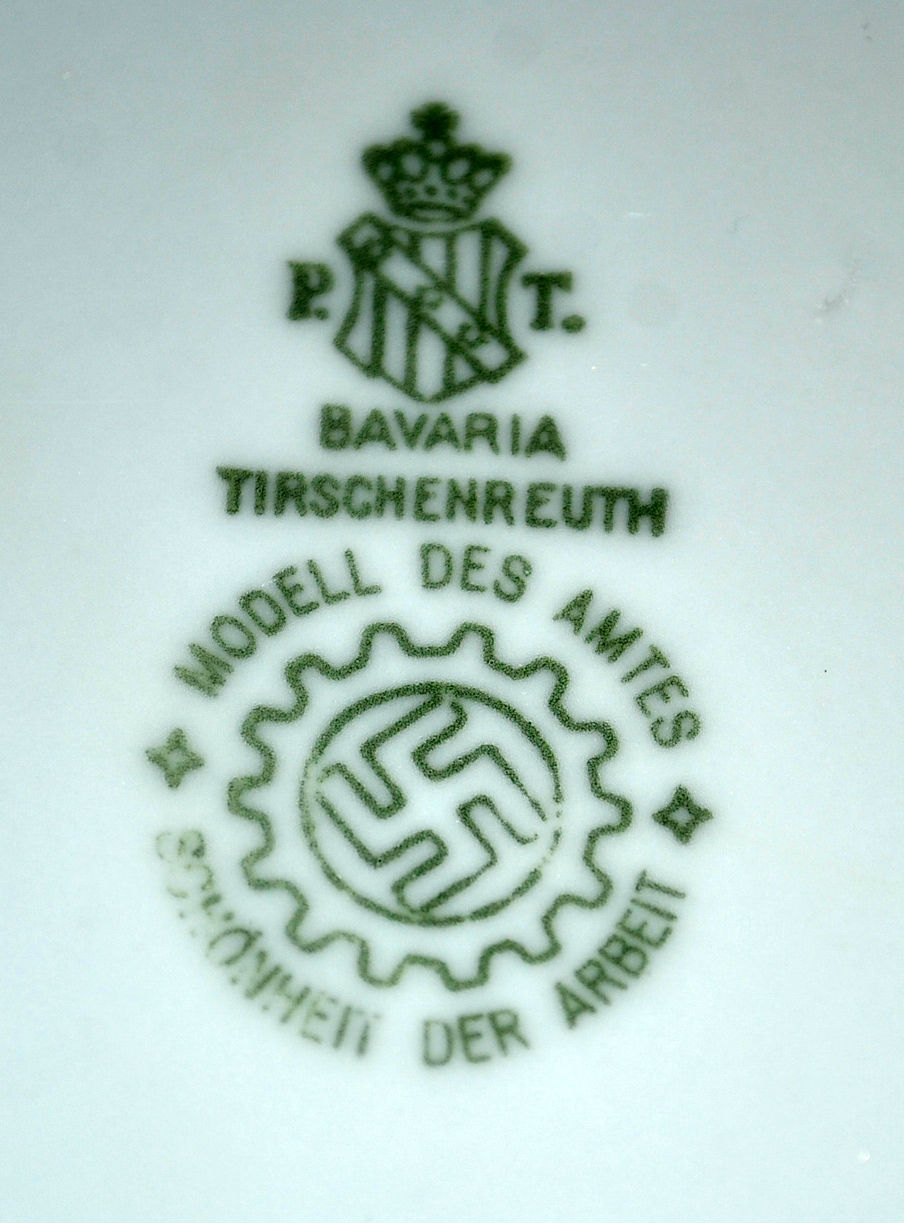 P. T.
BAVARIA
TIRSCHENREUTH
MODELL DES AMTES
SCHÖNHEIT DER ARBEIT